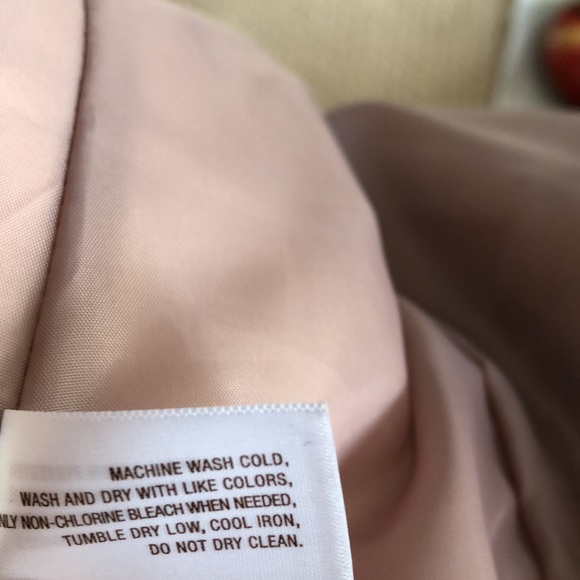 MACHINE WASH COLD,
WASH AND DRY WITH LIKE COLORS,
NON-CHLORINE BLEACH WHEN NEEDED,
TUMBLE DRY LOW, COOL IRON,
DO NOT DRY CLEAN.